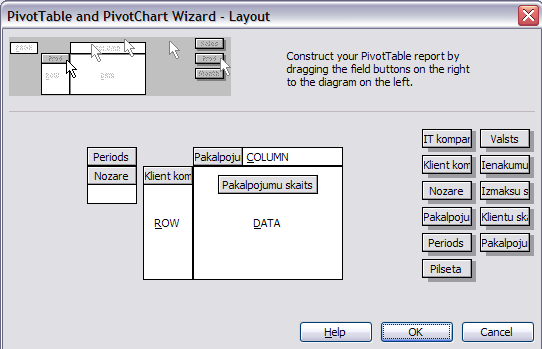 PivotTable and PivotChart Wizard - Layout
Construct your PivotTable report by
dragging the field buttons on the right
to the diagram on the left.
Periods
Nozare
Pakalpoju
COLUMN
Klient kom
Pakalpojumu skaits
ROW
DATA
IT kompar
Valsts
Klient kom
Ienakumu
Nozare
Izmaksu s
Pakalpoju
Klientu ska
Periods
Pakalpoju
Pilseta
Help
OK
Cancel